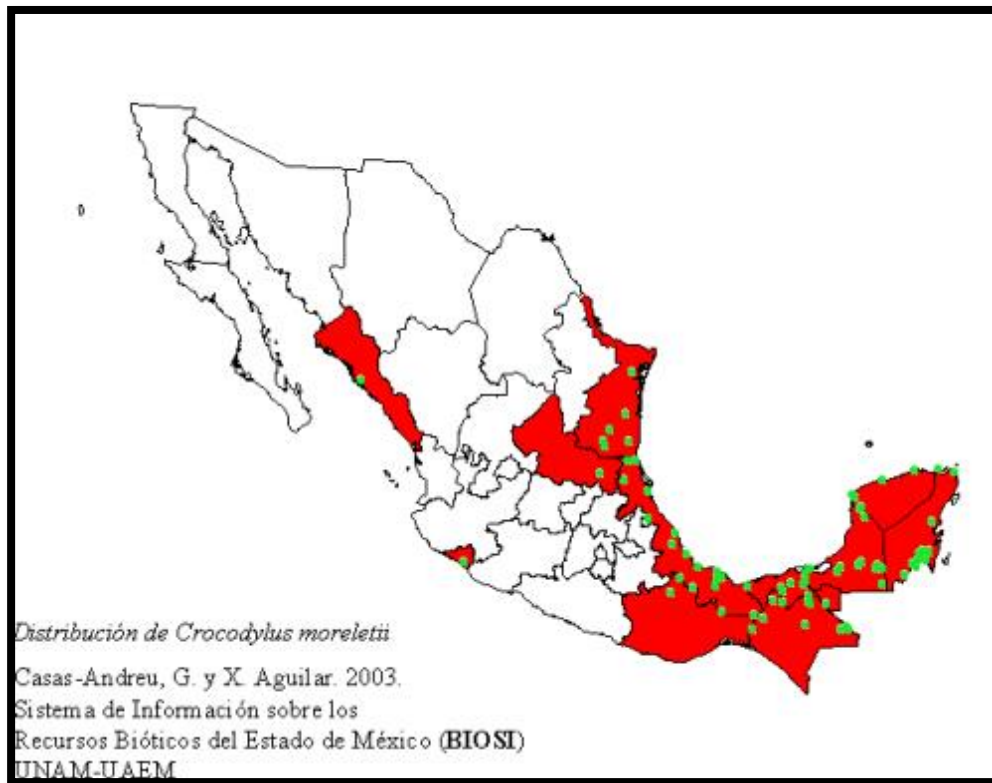 Distribución de Crocodylus moreletii
Casas-Andreu, G. y X. Aguilar. 2003.
Sistema de Información sobre los
Recursos Bióticos del Estado de México (BIOSI)
UNAM-UAEM